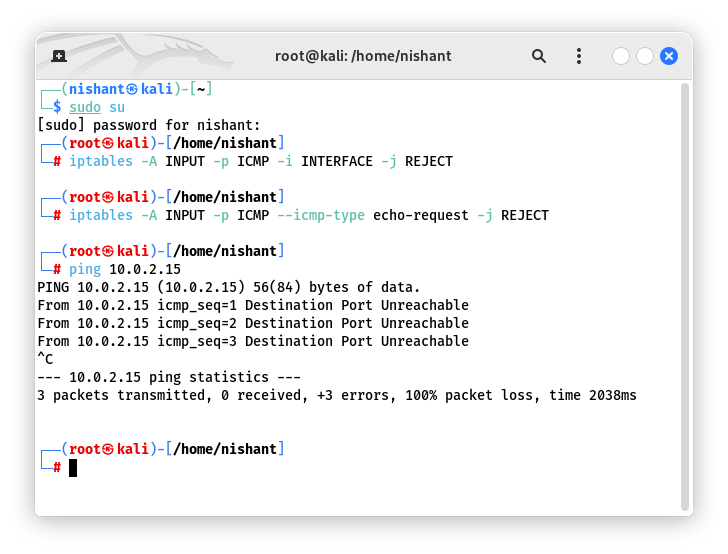 root@kali: /home/nishant
┌──(nishant㉿kali)-[~]
└─$ sudo su
[sudo] password for nishant:
┌──(root㉿kali)-[/home/nishant]
└─# iptables -A INPUT -p ICMP -i INTERFACE -j REJECT
┌──(root㉿kali)-[/home/nishant]
└─# iptables -A INPUT -p ICMP --icmp-type echo-request -j REJECT
┌──(root㉿kali)-[/home/nishant]
└─# ping 10.0.2.15
PING 10.0.2.15 (10.0.2.15) 56(84) bytes of data.
From 10.0.2.15 icmp_seq=1 Destination Port Unreachable
From 10.0.2.15 icmp_seq=2 Destination Port Unreachable
From 10.0.2.15 icmp_seq=3 Destination Port Unreachable
^C
--- 10.0.2.15 ping statistics ---
3 packets transmitted, 0 received, +3 errors, 100% packet loss, time 2038ms
┌──(root㉿kali)-[/home/nishant]
└─#